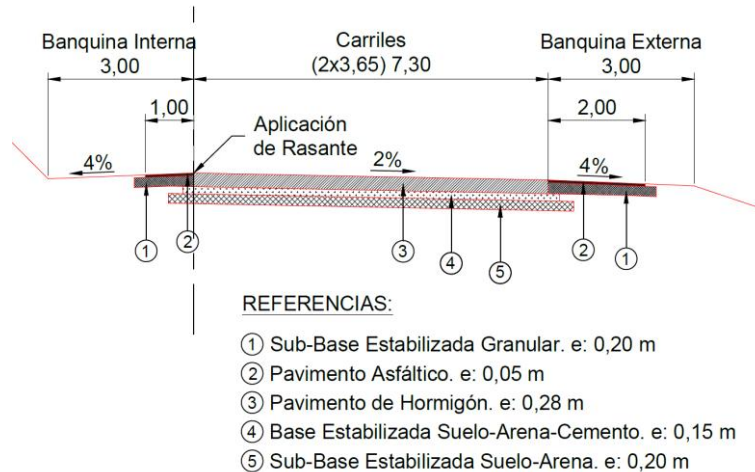 Banquina Interna
3,00
Carriles
(2x3,65) 7,30
Banquina Externa
3,00
1,00
2,00
Aplicación
de Rasante
4%
2%
4%
1
2
3
4
5
2
1
REFERENCIAS:
1 Sub-Base Estabilizada Granular. e: 0,20 m
2 Pavimento Asfáltico. e: 0,05 m
3 Pavimento de Hormigón. e: 0,28 m
4 Base Estabilizada Suelo-Arena-Cemento. e: 0,15 m
5 Sub-Base Estabilizada Suelo-Arena. e: 0,20 m